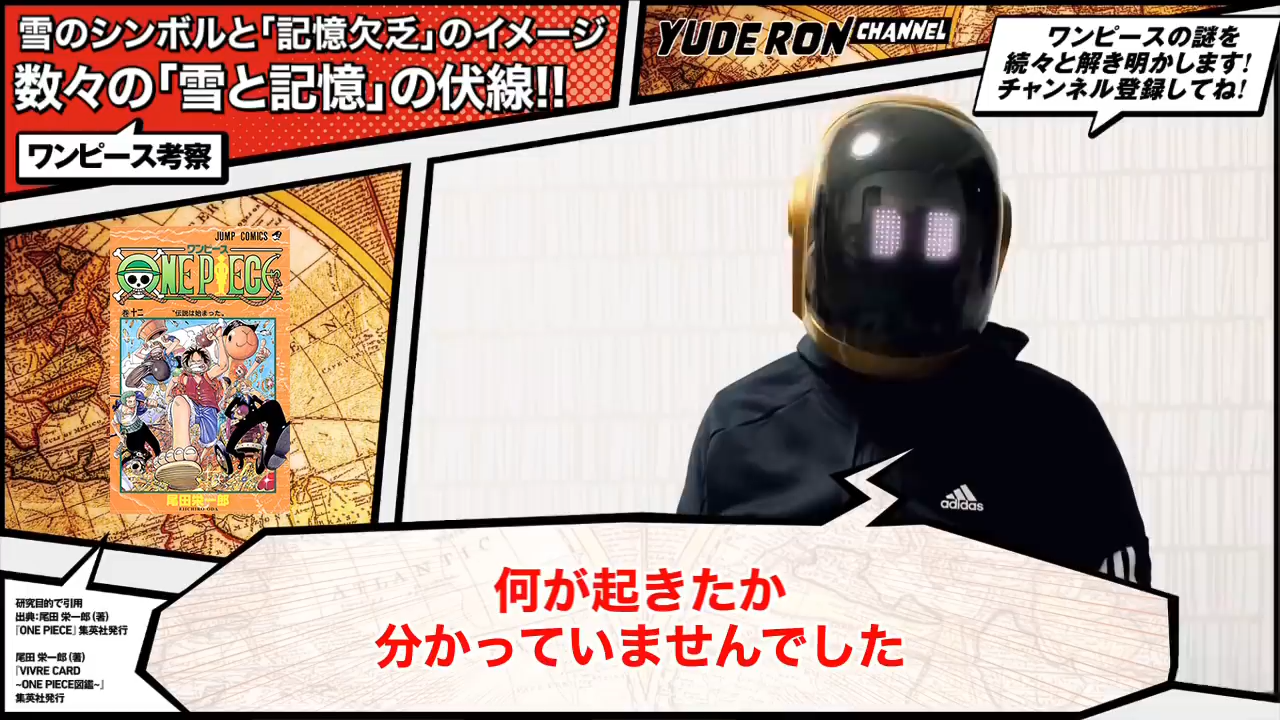 雪のシンボルと「記憶欠乏」のイメージ
数々の「雪と記憶」の伏線!!
ワンピース考察
YUDERON CHANNEL
ワンピースの謎を
続々と解き明かします!
チャンネル登録してね!
JUMP COMICS
ワンピース
ONE PIECE
巻十二
"伝説は始まった"
尾田栄一郎
EIICHIRO ODA
adidas
何が起きたか
分かっていませんでした
研究目的で引用
出典:尾田 栄一郎(著)
『ONE PIECE』集英社発行
尾田 栄一郎(著)
『VIVRE CARD
~ONE PIECE図鑑~』
集英社発行